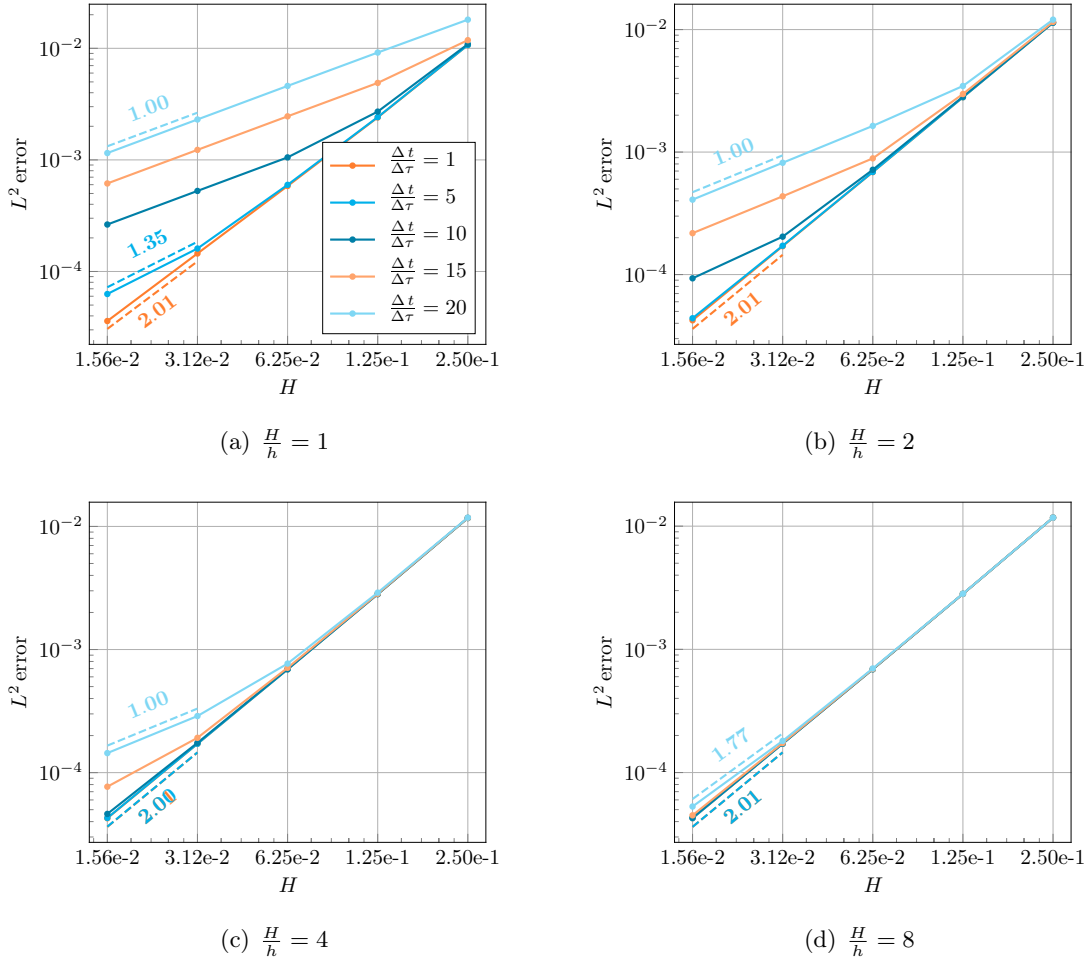 10^{-2}
10^{-3}
10^{-4}
L^2 error
1.00
1.35
2.01
Δt/Δτ = 1
Δt/Δτ = 5
Δt/Δτ = 10
Δt/Δτ = 15
Δt/Δτ = 20
1.56e-2 3.12e-2 6.25e-2 1.25e-1 2.50e-1
H
(a) H/h = 1
10^{-2}
10^{-3}
10^{-4}
L^2 error
1.00
2.01
1.56e-2 3.12e-2 6.25e-2 1.25e-1 2.50e-1
H
(b) H/h = 2
10^{-2}
10^{-3}
10^{-4}
L^2 error
1.00
2.00
1.56e-2 3.12e-2 6.25e-2 1.25e-1 2.50e-1
H
(c) H/h = 4
10^{-2}
10^{-3}
10^{-4}
L^2 error
1.77
2.01
1.56e-2 3.12e-2 6.25e-2 1.25e-1 2.50e-1
H
(d) H/h = 8